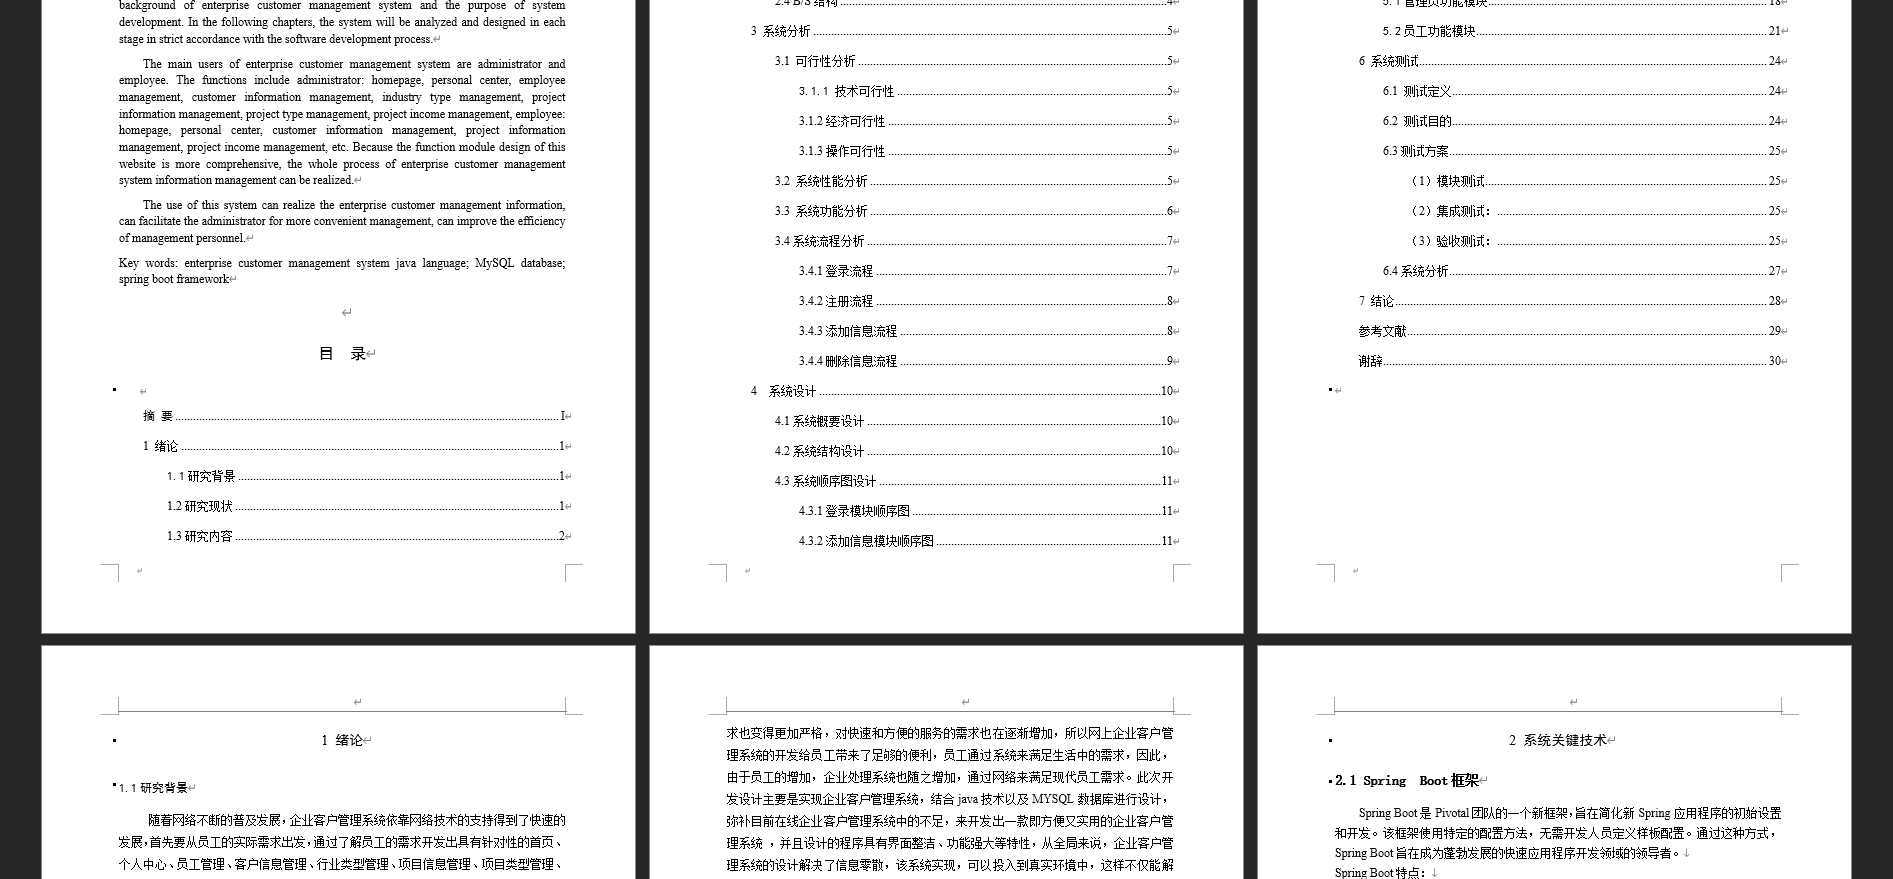 background of enterprise customer management system and the purpose of system
development. In the following chapters, the system will be analyzed and designed in each
stage in strict accordance with the software development process.
The main users of enterprise customer management system are administrator and
employee. The functions include administrator: homepage, personal center, employee
management, customer information management, industry type management, project
information management, project type management, project income management, employee:
homepage, personal center, customer information management, project information
management, project income management, etc. Because the function module design of this
website is more comprehensive, the whole process of enterprise customer management
system information management can be realized.
The use of this system can realize the enterprise customer management information,
can facilitate the administrator for more convenient management, can improve the efficiency
of management personnel.
Key words: enterprise customer management system java language; MySQL database;
spring boot framework
目 录
摘 要 I
1 绪论 1
1.1 研究背景 1
1.2 研究现状 1
1.3 研究内容 2
2.4 B/S 结构 4
3 系统分析 5
3.1 可行性分析 5
3.1.1 技术可行性 5
3.1.2 经济可行性 5
3.1.3 操作可行性 5
3.2 系统性能分析 5
3.3 系统功能分析 6
3.4 系统流程分析 7
3.4.1 登录流程 7
3.4.2 注册流程 8
3.4.3 添加信息流程 8
3.4.4 删除信息流程 9
4 系统设计 10
4.1 系统概要设计 10
4.2 系统结构设计 10
4.3 系统顺序图设计 11
4.3.1 登录模块顺序图 11
4.3.2 添加信息模块顺序图 11
5.1 管理员功能模块 18
5.2 员工功能模块 21
6 系统测试 24
6.1 测试定义 24
6.2 测试目的 24
6.3 测试方案 25
（1）模块测试 25
（2）集成测试： 25
（3）验收测试： 25
6.4 系统分析 27
7 结论 28
参考文献 29
谢辞 30
1 绪论
1.1 研究背景
随着网络不断的普及发展，企业客户管理系统依靠网络技术的支持得到了快速的
发展，首先要从员工的实际需求出发，通过了解员工的需求开发出具有针对性的首页、
个人中心、员工管理、客户信息管理、行业类型管理、项目信息管理、项目类型管理、
求也变得更加严格，对快速和方便的服务的需求也在逐渐增加，所以网上企业客户管
理系统的开发给员工带来了足够的便利，员工通过系统来满足生活中的需求，因此，
由于员工的增加，企业处理系统也随之增加，通过网络来满足现代员工需求。此次开
发设计主要是实现企业客户管理系统，结合 java 技术以及 MYSQL 数据库进行设计，
弥补目前在线企业客户管理系统中的不足，来开发出一款即方便又实用的企业客户管
理系统 ，并且设计的程序具有界面整洁、功能强大等特性，从全局来说，企业客户管
理系统的设计解决了信息零散，该系统实现，可以投入到真实环境中，这样不仅能解
2 系统关键技术
2.1 Spring Boot 框架
Spring Boot 是 Pivotal 团队的一个新框架，旨在简化新 Spring 应用程序的初始设置
和开发。该框架使用特定的配置方法，无需开发人员定义样板配置。通过这种方式，
Spring Boot 旨在成为蓬勃发展的快速应用程序开发领域的领导者。
Spring Boot 特点：